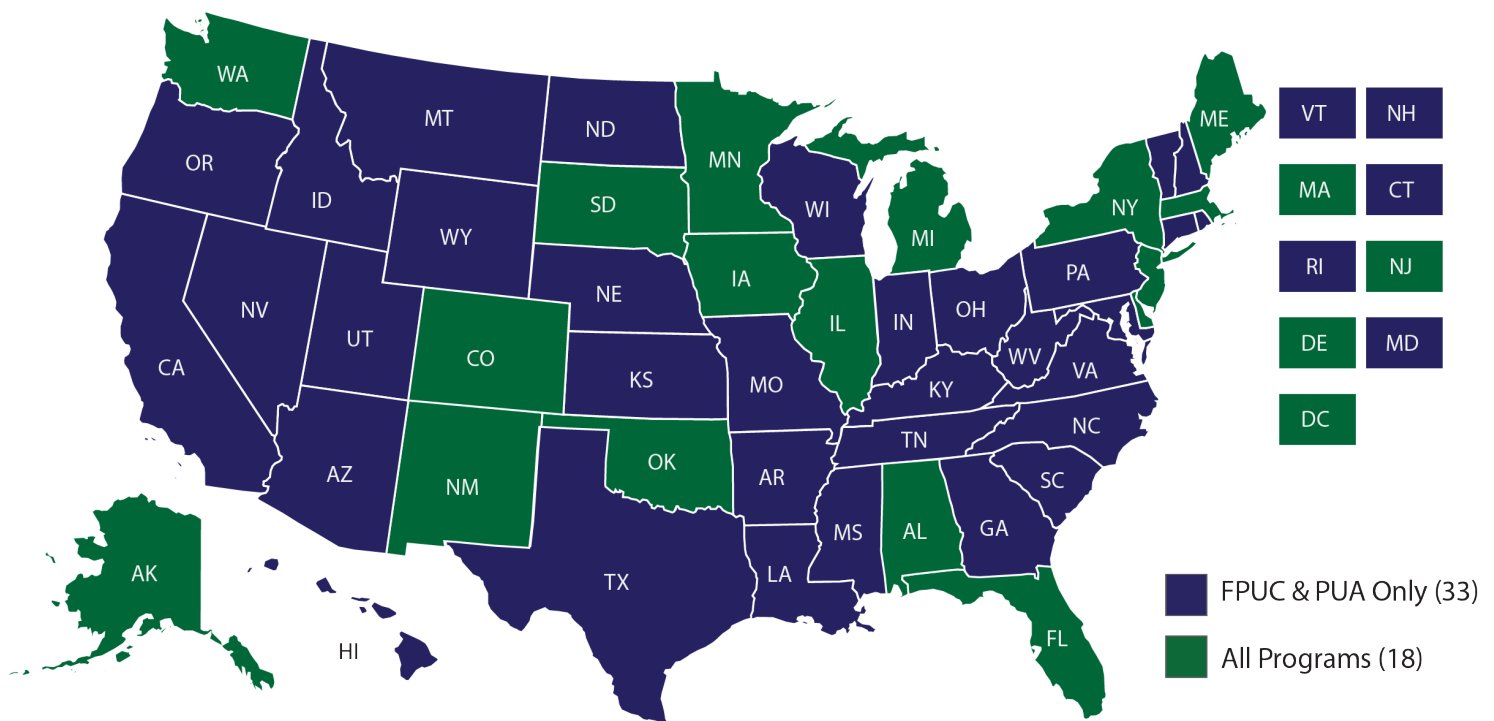 WA
MT
ND
MN
ME
VT
NH
OR
ID
SD
WI
NY
MA
CT
WY
MI
RI
NJ
NV
NE
IA
PA
CA
UT
CO
KS
MO
IL
IN
OH
WV
VA
DE
MD
KY
DC
AZ
NM
OK
AR
TN
NC
SC
MS
AL
GA
AK
TX
LA
HI
FL
FPUC & PUA Only (33)
All Programs (18)